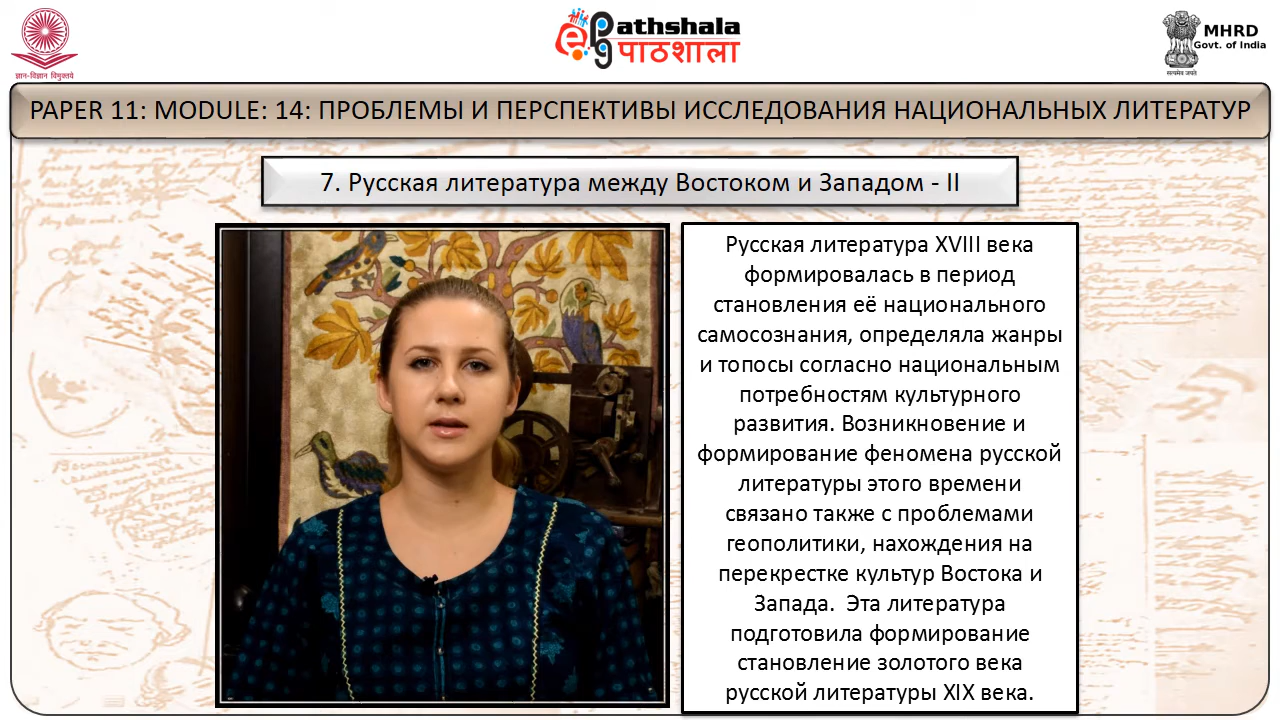 ज्ञान-विज्ञान विमुक्तये
ePg Pathshala
पाठशाला
MHRD
Govt. of India
सत्यमेव जयते
PAPER 11: MODULE: 14: ПРОБЛЕМЫ И ПЕРСПЕКТИВЫ ИССЛЕДОВАНИЯ НАЦИОНАЛЬНЫХ ЛИТЕРАТУР
7. Русская литература между Востоком и Западом - II
Русская литература XVIII века
формировалась в период
становления её национального
самосознания, определяла жанры
и топосы согласно национальным
потребностям культурного
развития. Возникновение и
формирование феномена русской
литературы этого времени
связано также с проблемами
геополитики, нахождения на
перекрестке культур Востока и
Запада. Эта литература
подготовила формирование
становление золотого века
русской литературы XIX века.